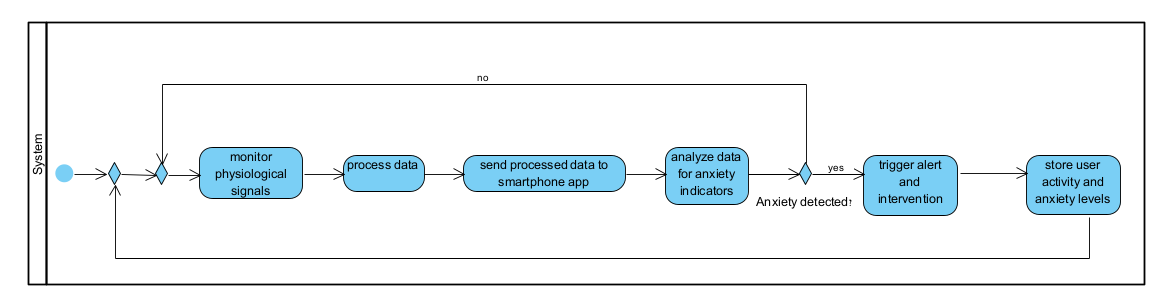 System
no
monitor
physiological
signals
process data
send processed data to
smartphone app
analyze data
for anxiety
indicators
Anxiety detected?
yes
trigger alert
and
intervention
store user
activity and
anxiety levels